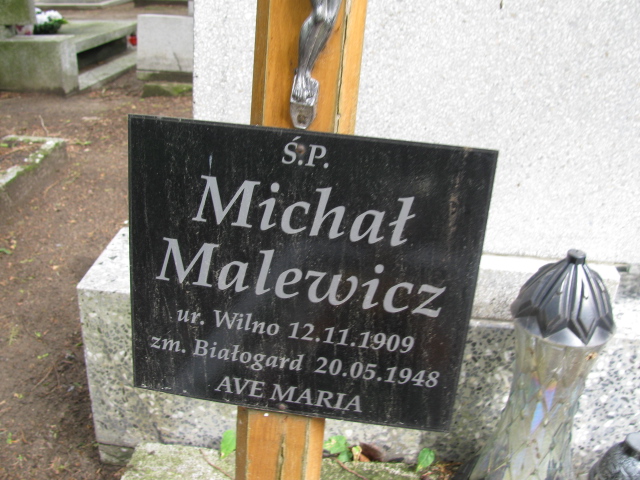 Ś.P.
Michał
Malewicz
ur. Wilno 12.11.1909
zm. Białogard 20.05.1948
AVE MARIA